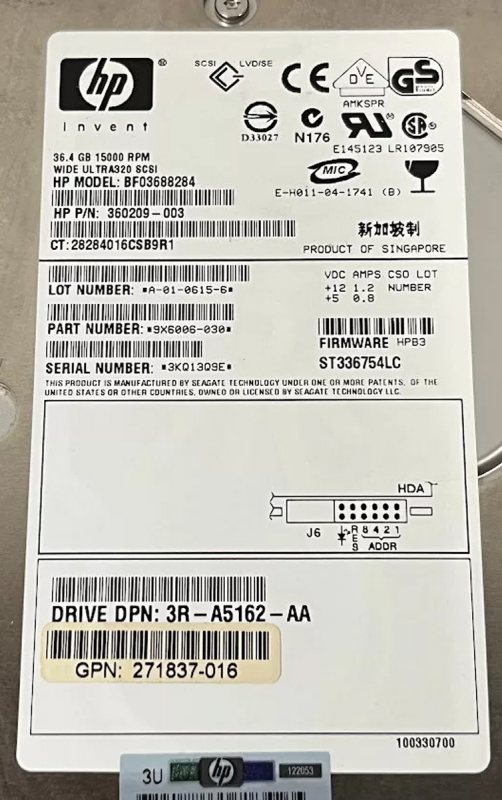 hp
®
invent
SCSI LVD/SE
CE
DVE
GS
AMKSPR
D33027 N176
E145123 LR107905
MIC
E-H011-04-1741 (B)
36.4 GB 15000 RPM
WIDE ULTRA320 SCSI
HP MODEL: BF03688284
HP P/N: 360209-003
CT:28284016CSB9R1
新加坡制
PRODUCT OF SINGAPORE
VDC AMPS CSO LOT
+12 1.2 NUMBER
+5 0.8
LOT NUMBER: *A-01-0615-6*
PART NUMBER: *9X6006-030*
FIRMWARE HPB3
ST336754LC
SERIAL NUMBER: *3KQ13Q9E*
THIS PRODUCT IS MANUFACTURED BY SEAGATE TECHNOLOGY UNDER ONE OR MORE PATENTS, OF THE
UNITED STATES OR OTHER COUNTRIES, OWNED OR LICENSED BY SEAGATE TECHNOLOGY LLC.
HDA
J6
RES
8 4 2 1
ADDR
DRIVE DPN: 3R-A5162-AA
GPN: 271837-016
100330700
3U
hp
122053